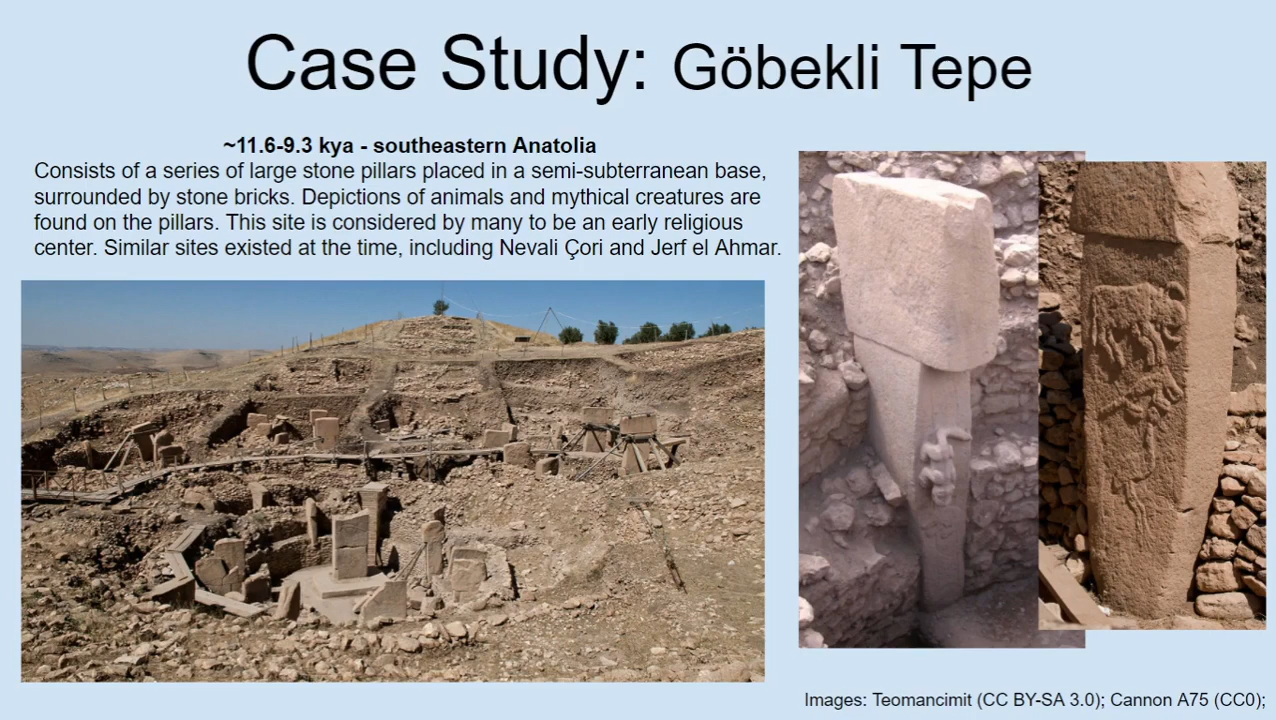 Case Study: Göbekli Tepe
~11.6-9.3 kya - southeastern Anatolia
Consists of a series of large stone pillars placed in a semi-subterranean base,
surrounded by stone bricks. Depictions of animals and mythical creatures are
found on the pillars. This site is considered by many to be an early religious
center. Similar sites existed at the time, including Nevali Çori and Jerf el Ahmar.
Images: Teomancimit (CC BY-SA 3.0); Cannon A75 (CC0);